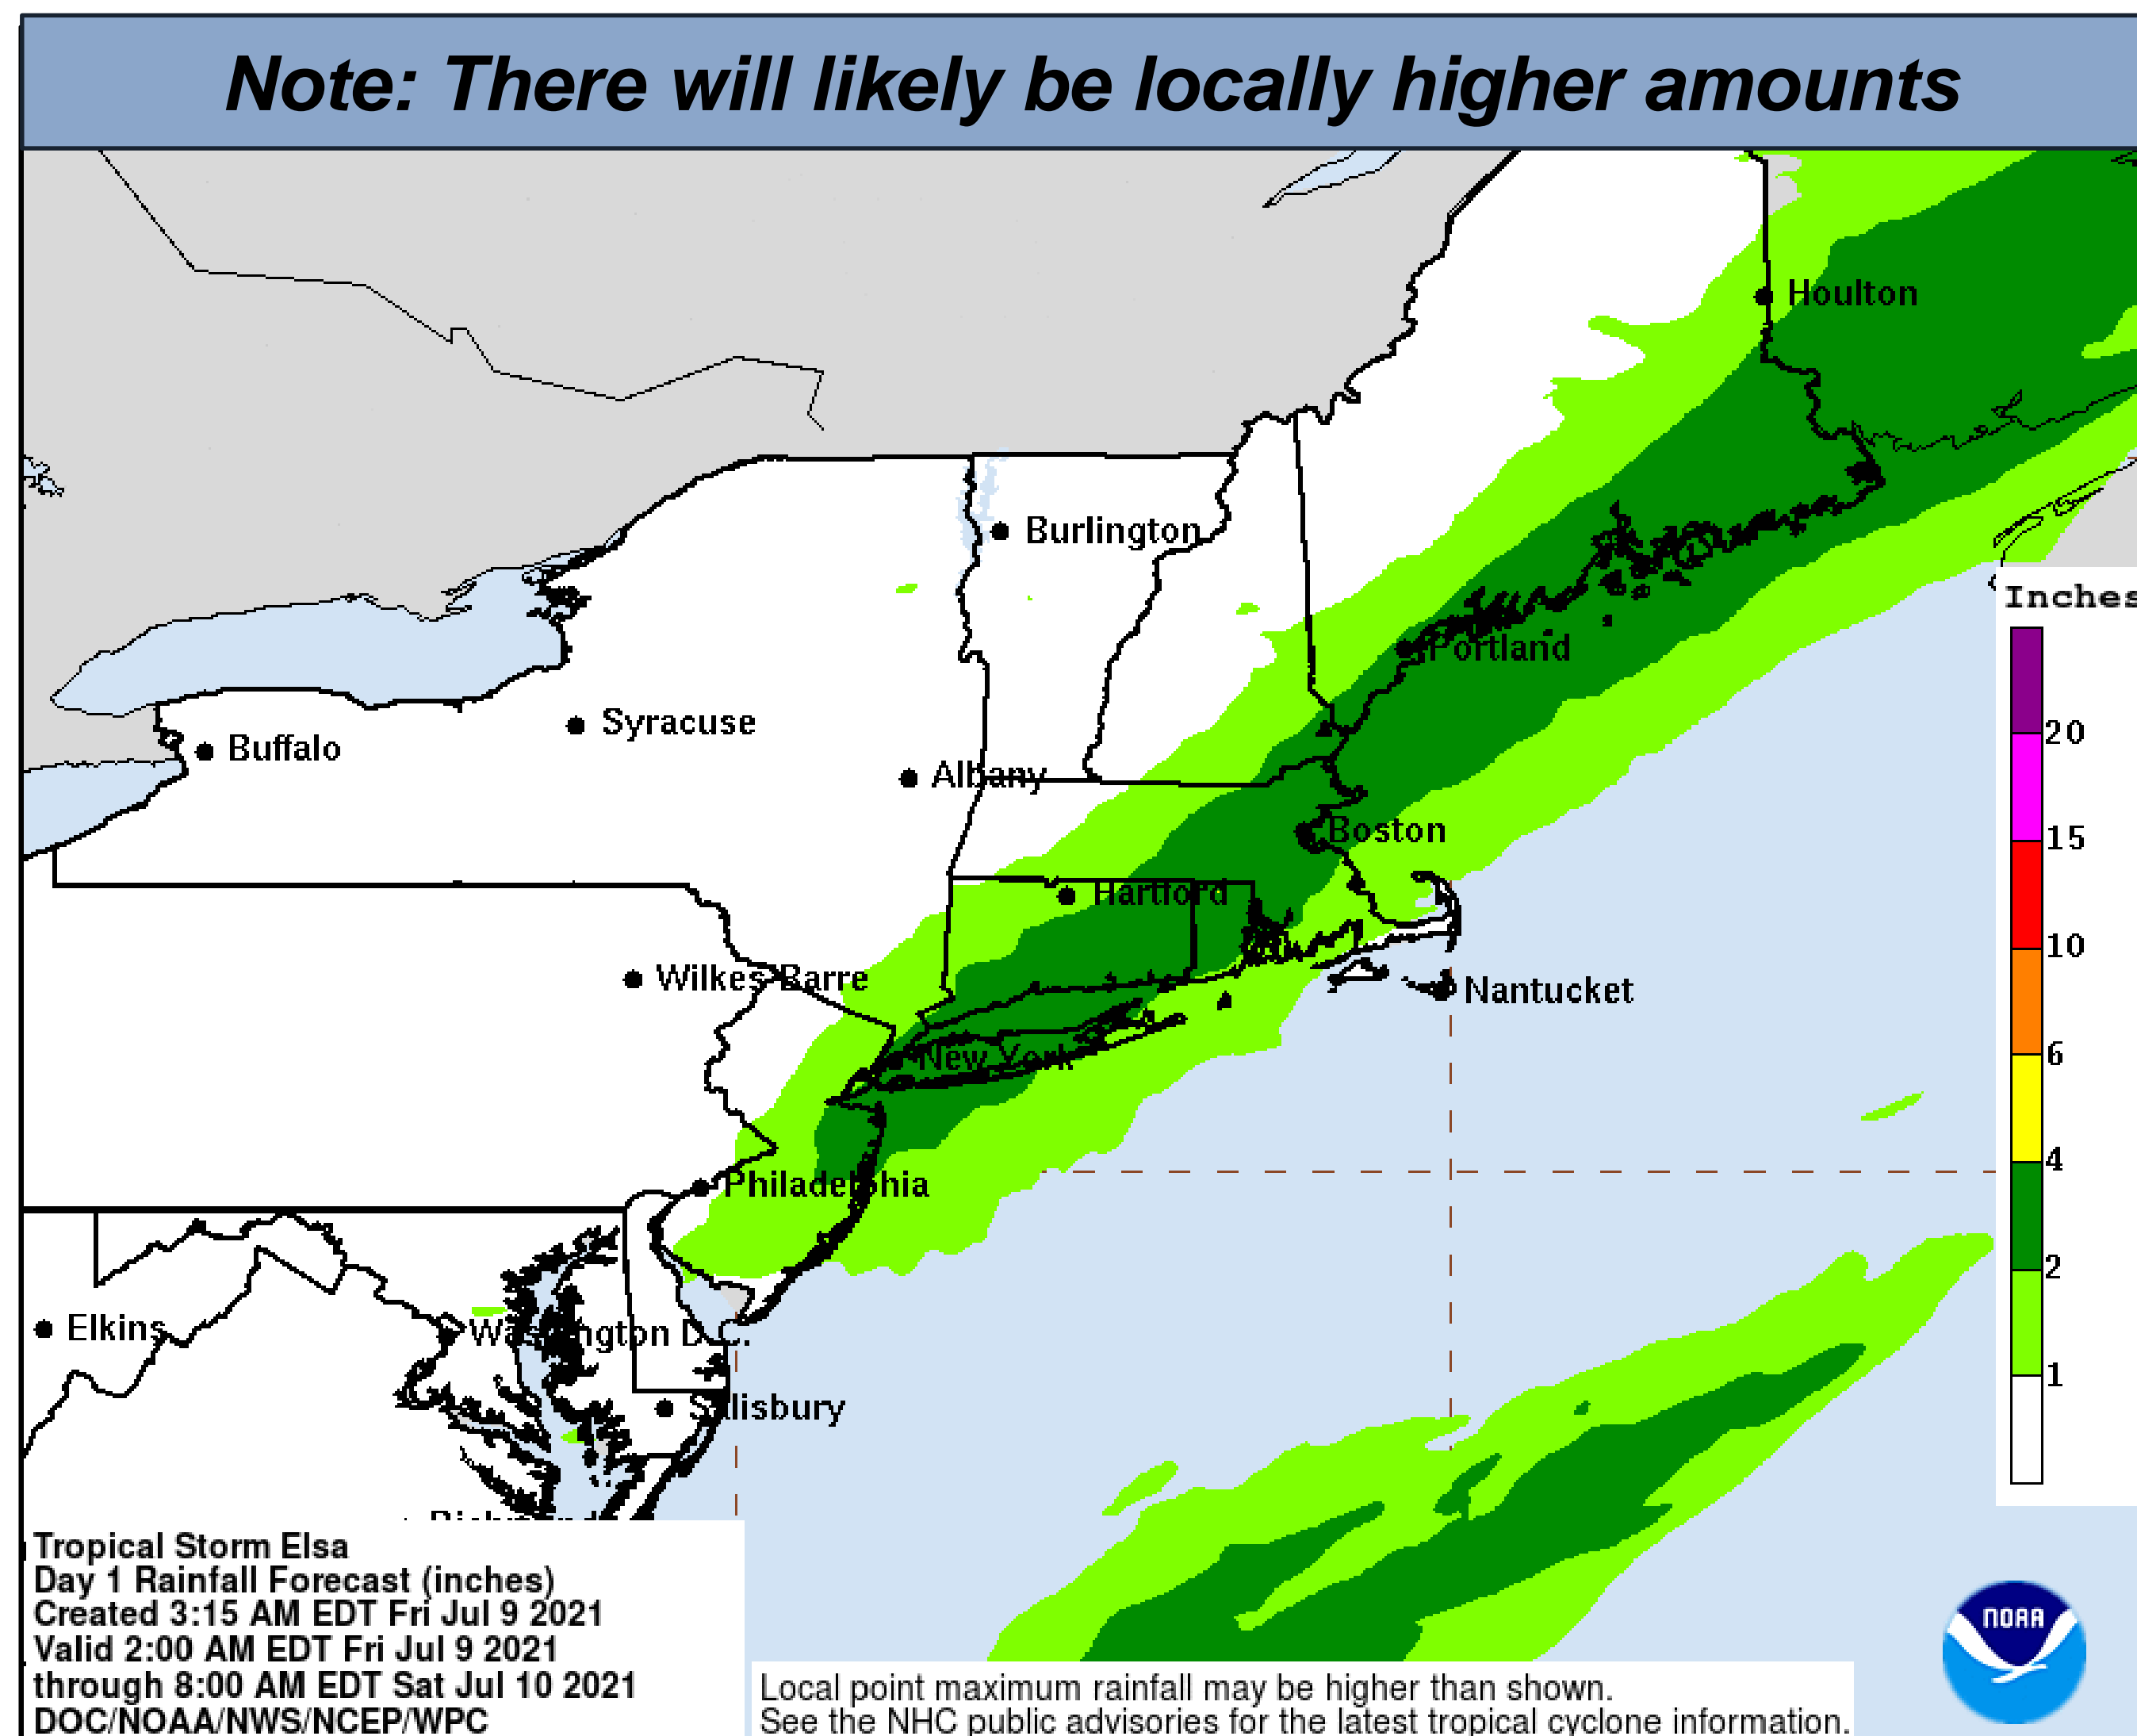 Note: There will likely be locally higher amounts
Houlton
Burlington
Inches
Portland
Syracuse
20
Buffalo
Albany
15
Boston
Hartford
10
Wilkes Barre
Nantucket
6
New York
4
Philadelphia
2
Elkins
Washington D.C.
1
Salisbury
Tropical Storm Elsa
Day 1 Rainfall Forecast (inches)
Created 3:15 AM EDT Fri Jul 9 2021
Valid 2:00 AM EDT Fri Jul 9 2021
through 8:00 AM EDT Sat Jul 10 2021
DOC/NOAA/NWS/NCEP/WPC
NOAA
Local point maximum rainfall may be higher than shown.
See the NHC public advisories for the latest tropical cyclone information.